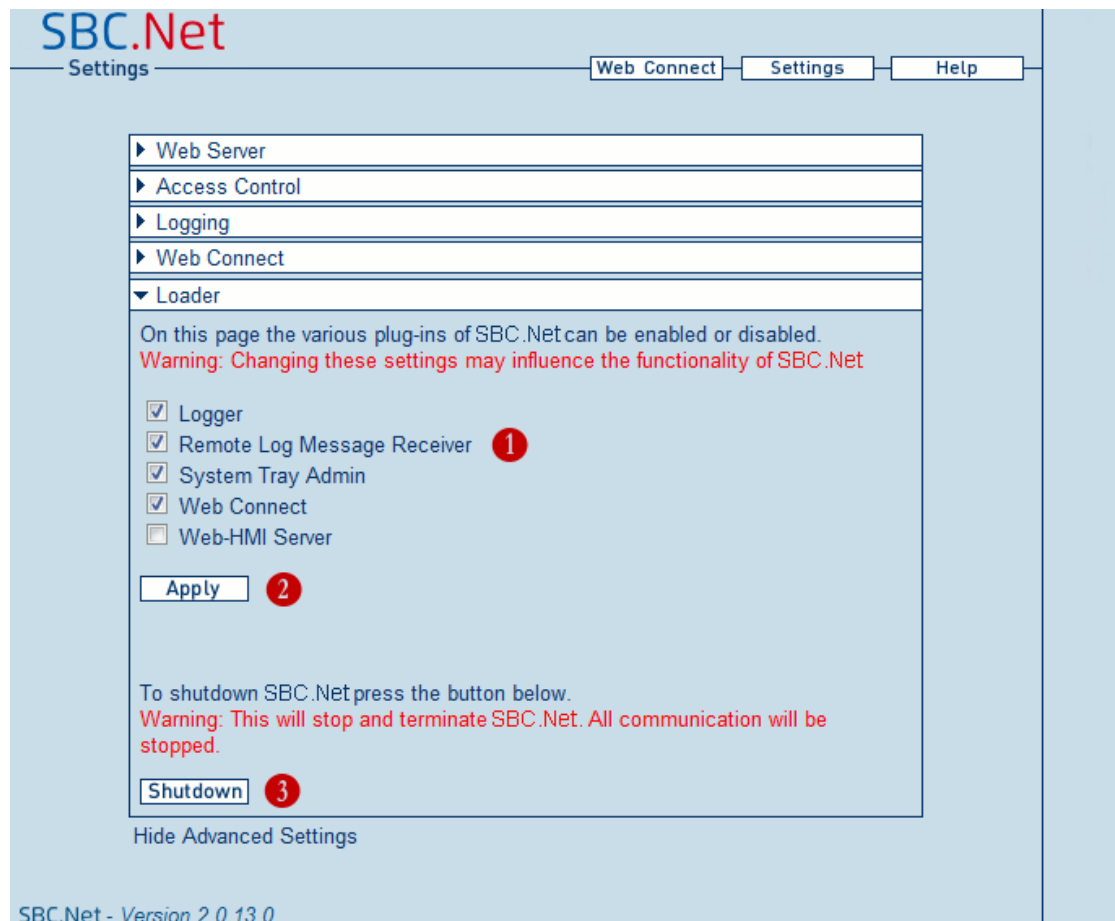 SBC.Net
Settings Web Connect Settings Help
Web Server
Access Control
Logging
Web Connect
Loader
On this page the various plug-ins of SBC.Net can be enabled or disabled.
Warning: Changing these settings may influence the functionality of SBC.Net
Logger
Remote Log Message Receiver 1
System Tray Admin
Web Connect
Web-HMI Server
Apply 2
To shutdown SBC.Net press the button below.
Warning: This will stop and terminate SBC.Net. All communication will be
stopped.
Shutdown 3
Hide Advanced Settings
SBC.Net - Version 2.0.13.0